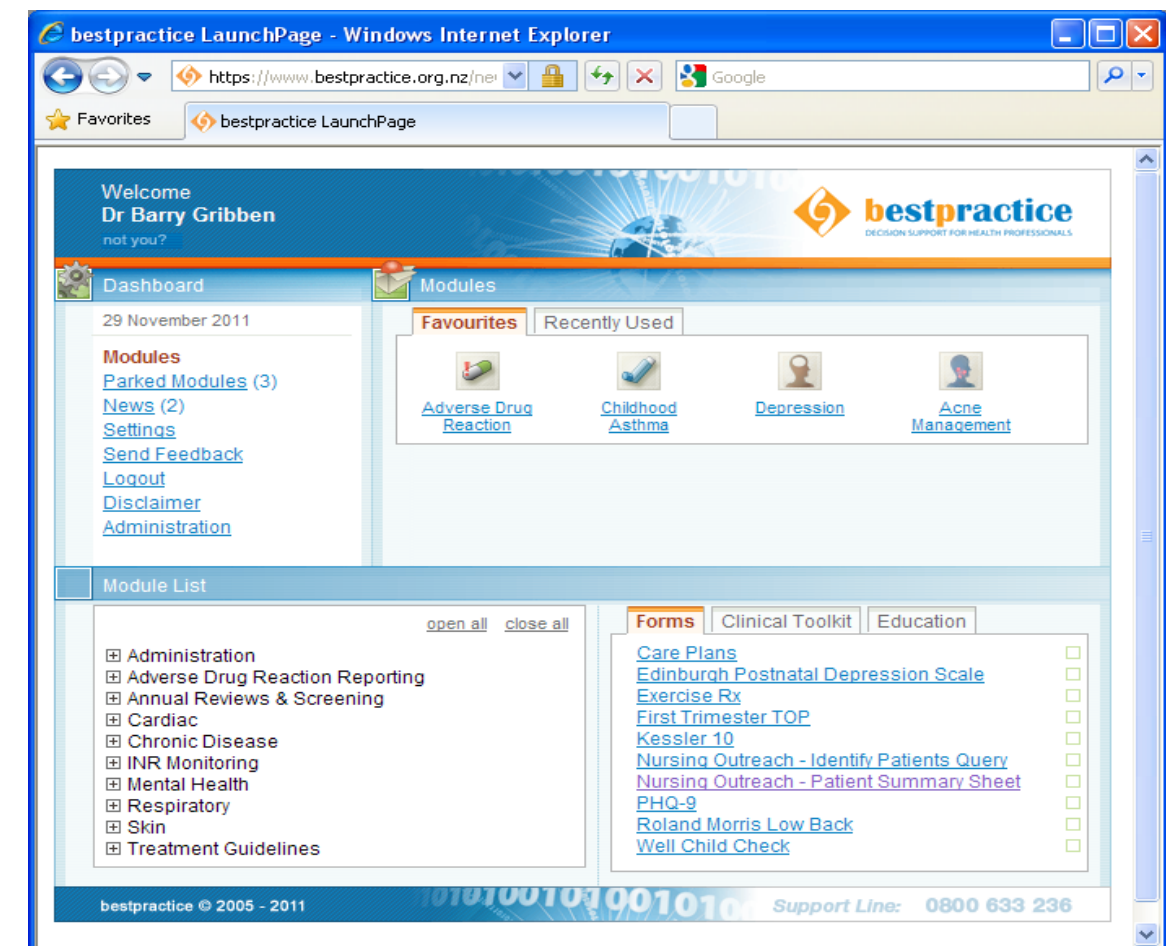 bestpractice LaunchPage - Windows Internet Explorer
https://www.bestpractice.org.nz/ne
Google
Favorites
bestpractice LaunchPage
Welcome
Dr Barry Gribben
not you?
bestpractice
DECISION SUPPORT FOR HEALTH PROFESSIONALS
Dashboard
Modules
29 November 2011
Modules
Parked Modules (3)
News (2)
Settings
Send Feedback
Logout
Disclaimer
Administration
Favourites
Recently Used
Adverse Drug
Reaction
Childhood
Asthma
Depression
Acne
Management
Module List
open all close all
Administration
Adverse Drug Reaction Reporting
Annual Reviews & Screening
Cardiac
Chronic Disease
INR Monitoring
Mental Health
Respiratory
Skin
Treatment Guidelines
Forms
Clinical Toolkit
Education
Care Plans
Edinburgh Postnatal Depression Scale
Exercise Rx
First Trimester TOP
Kessler 10
Nursing Outreach - Identify Patients Query
Nursing Outreach - Patient Summary Sheet
PHQ-9
Roland Morris Low Back
Well Child Check
bestpractice © 2005 - 2011
Support Line: 0800 633 236